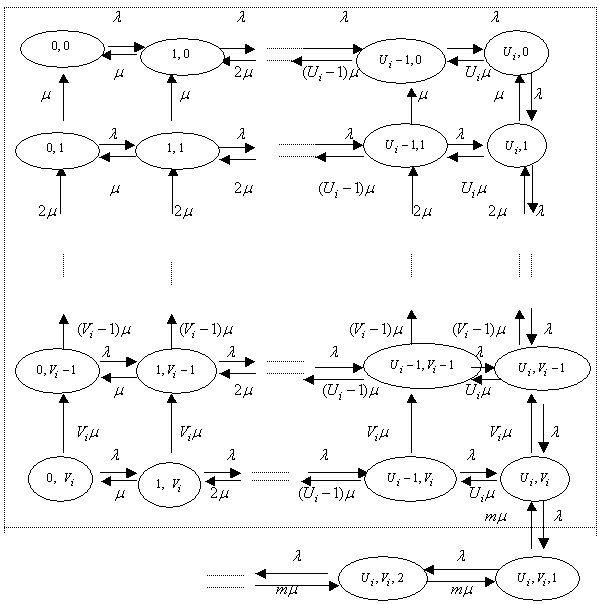 λ λ λ λ
0, 0 1, 0 U_i−1, 0 U_i, 0
μ 2μ (U_i−1)μ U_iμ
μ μ μ μ λ
λ λ λ λ
0, 1 1, 1 U_i−1, 1 U_i, 1
μ 2μ (U_i−1)μ U_iμ
2μ 2μ 2μ 2μ λ
(V_i−1)μ (V_i−1)μ (V_i−1)μ (V_i−1)μ λ
λ λ λ λ
0, V_i−1 1, V_i−1 U_i−1, V_i−1 U_i, V_i−1
μ 2μ (U_i−1)μ U_iμ
V_iμ V_iμ V_iμ V_iμ λ
λ λ λ λ
0, V_i 1, V_i U_i−1, V_i U_i, V_i
μ 2μ (U_i−1)μ U_iμ
mμ λ
λ λ
U_i, V_i, 2 U_i, V_i, 1
mμ mμ